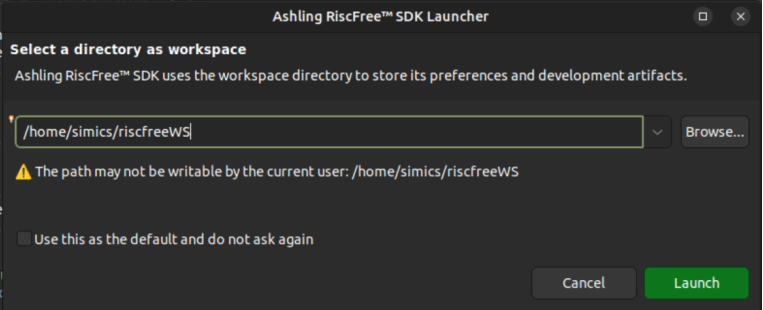 Ashling RiscFree™ SDK Launcher
Select a directory as workspace
Ashling RiscFree™ SDK uses the workspace directory to store its preferences and development artifacts.
/home/simics/riscfreeWS
Browse...
The path may not be writable by the current user: /home/simics/riscfreeWS
Use this as the default and do not ask again
Cancel
Launch